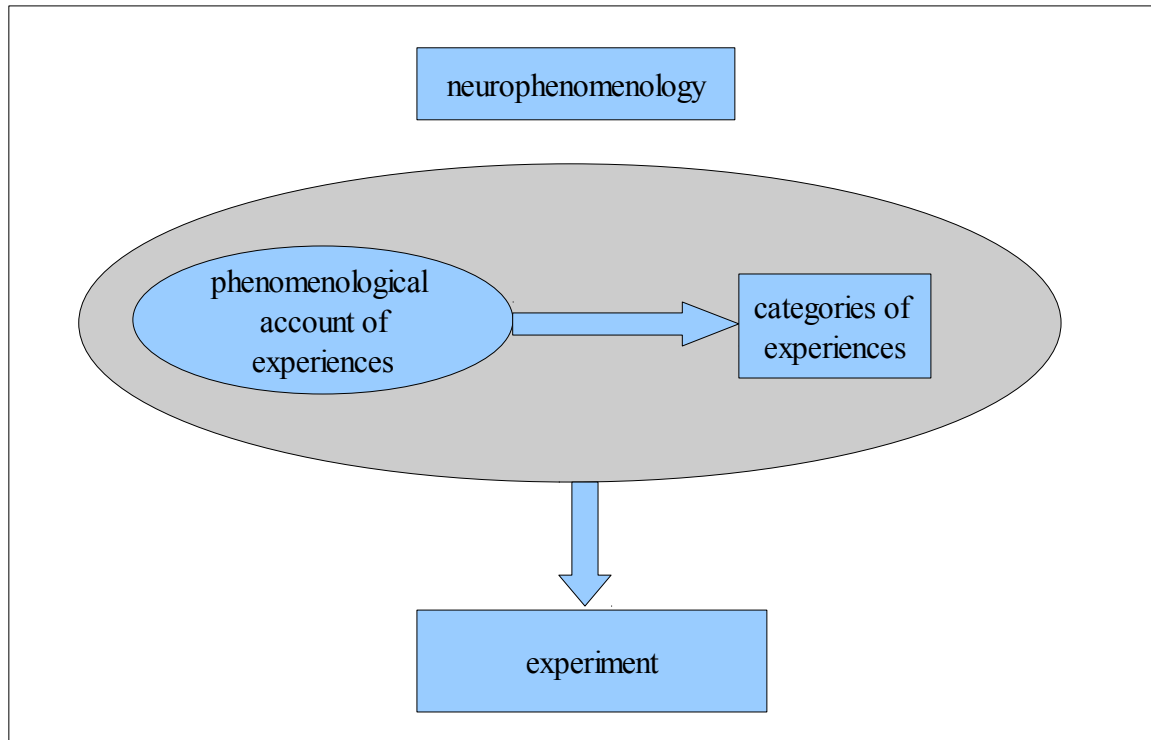 neurophenomenology
phenomenological
account of
experiences
categories of
experiences
experiment